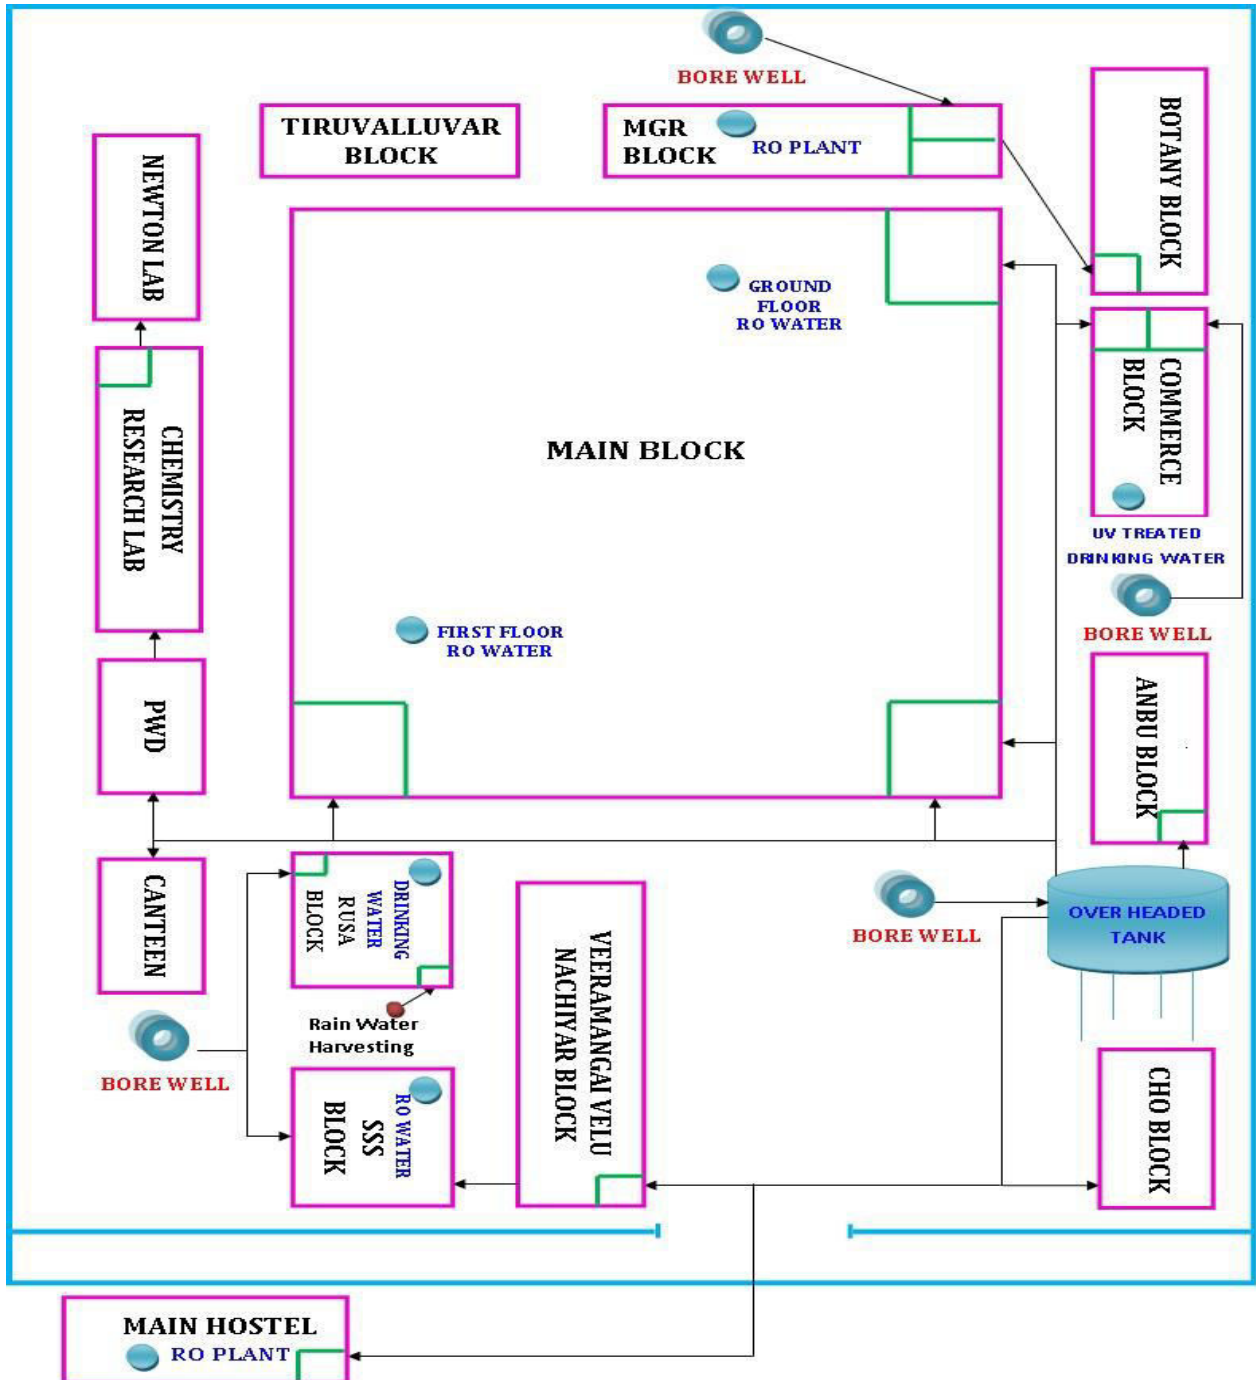 BORE WELL
TIRUVALLUVAR
BLOCK
MGR
BLOCK
RO PLANT
BOTANY BLOCK
NEWTON LAB
GROUND
FLOOR
RO WATER
COMMERCE
BLOCK
UV TREATED
DRINKING WATER
BORE WELL
CHEMISTRY
RESEARCH LAB
MAIN BLOCK
FIRST FLOOR
RO WATER
PWD
ANBU BLOCK
CANTEEN
DRINKING
WATER
RUSA
BLOCK
Rain Water
Harvesting
VEERAMANGAI VELU
NACHIYAR BLOCK
BORE WELL
OVER HEADED
TANK
BORE WELL
RO WATER
SSS
BLOCK
CHO BLOCK
MAIN HOSTEL
RO PLANT